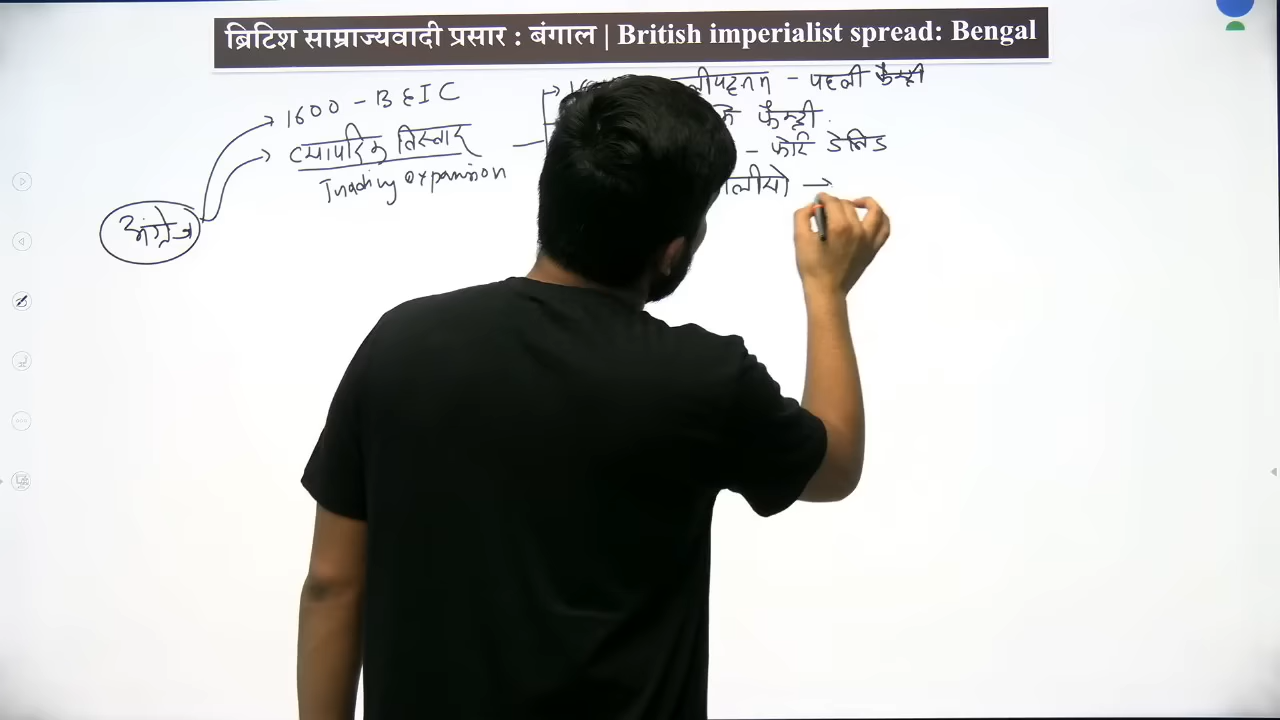 ब्रिटिश साम्राज्यवादी प्रसार : बंगाल | British imperialist spread: Bengal
1600 - BEIC
व्यापारिक विस्तार
Trading expansion
अंग्रेज
- पहली फैक्ट्री
फैक्ट्री
- फोर्ट डेविड
→